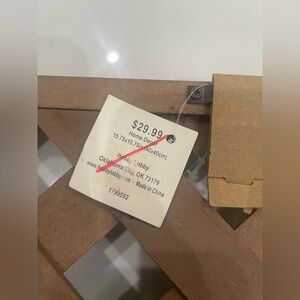 $29.99
Home Decor
15.75x15.75in(40x40cm)
Hobby Lobby
Oklahoma City, OK 73179
www.hobbylobby.com - Made in China
1799592